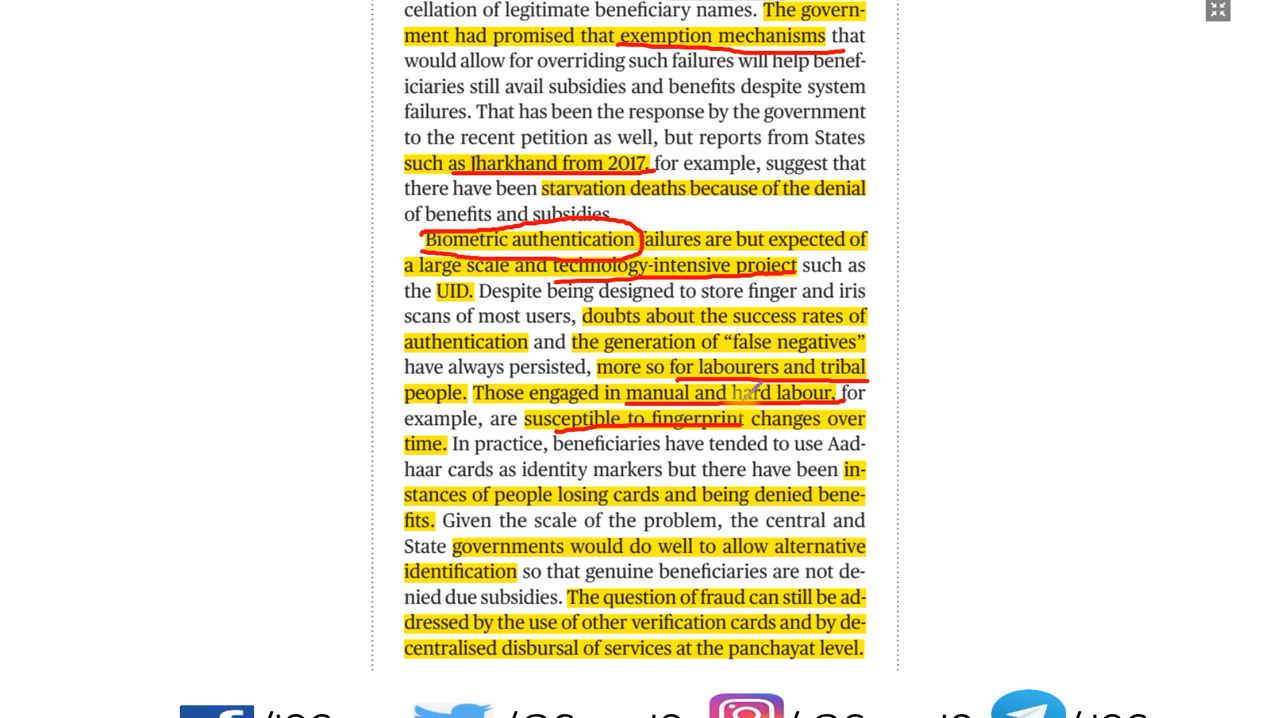 cellation of legitimate beneficiary names. The govern-
ment had promised that exemption mechanisms that
would allow for overriding such failures will help benef-
iciaries still avail subsidies and benefits despite system
failures. That has been the response by the government
to the recent petition as well, but reports from States
such as Jharkhand from 2017, for example, suggest that
there have been starvation deaths because of the denial
of benefits and subsidies.
Biometric authentication failures are but expected of
a large scale and technology-intensive project such as
the UID. Despite being designed to store finger and iris
scans of most users, doubts about the success rates of
authentication and the generation of “false negatives”
have always persisted, more so for labourers and tribal
people. Those engaged in manual and hard labour, for
example, are susceptible to fingerprint changes over
time. In practice, beneficiaries have tended to use Aad-
haar cards as identity markers but there have been in-
stances of people losing cards and being denied bene-
fits. Given the scale of the problem, the central and
State governments would do well to allow alternative
identification so that genuine beneficiaries are not de-
nied due subsidies. The question of fraud can still be ad-
dressed by the use of other verification cards and by de-
centralised disbursal of services at the panchayat level.